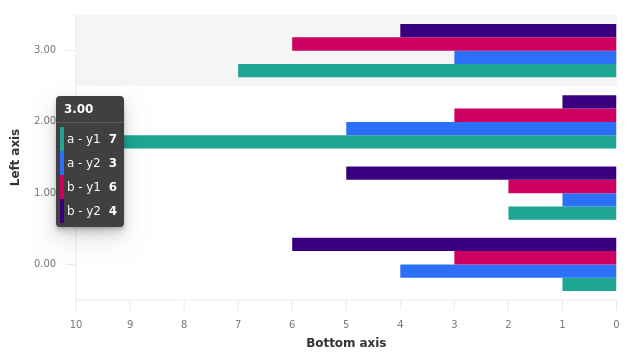 3.00
2.00
1.00
0.00
Left axis
3.00
a - y1 7
a - y2 3
b - y1 6
b - y2 4
10 9 8 7 6 5 4 3 2 1 0
Bottom axis